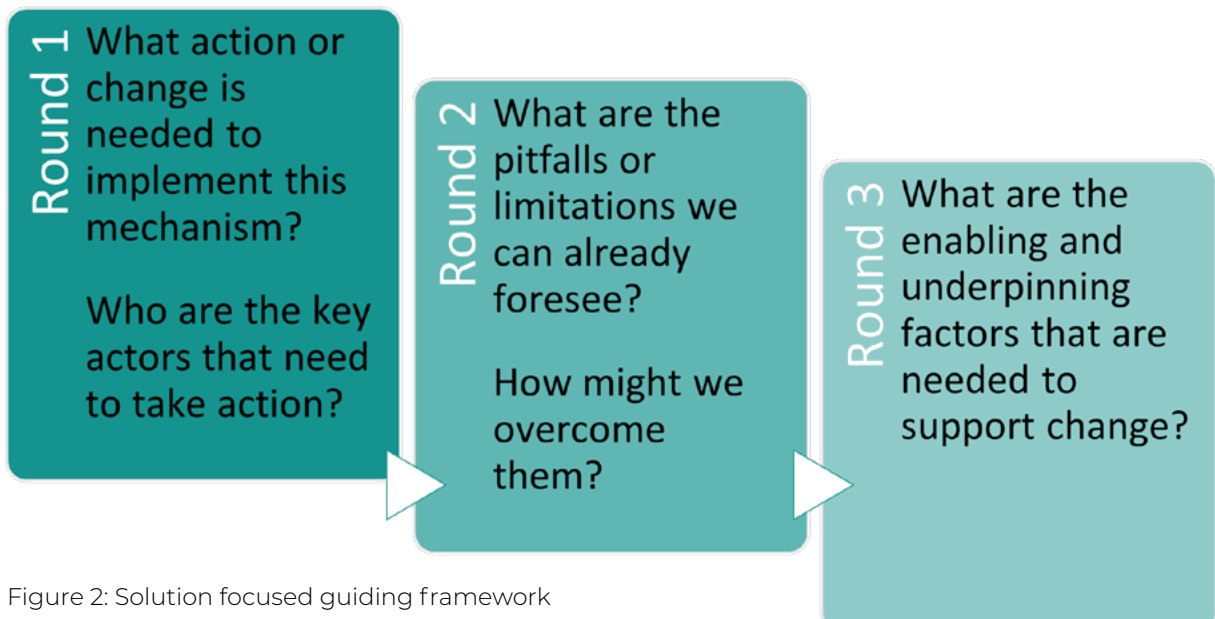 Round 1
What action or
change is
needed to
implement this
mechanism?
Who are the key
actors that need
to take action?
Round 2
What are the
pitfalls or
limitations we
can already
foresee?
How might we
overcome
them?
Round 3
What are the
enabling and
underpinning
factors that are
needed to
support change?
Figure 2: Solution focused guiding framework